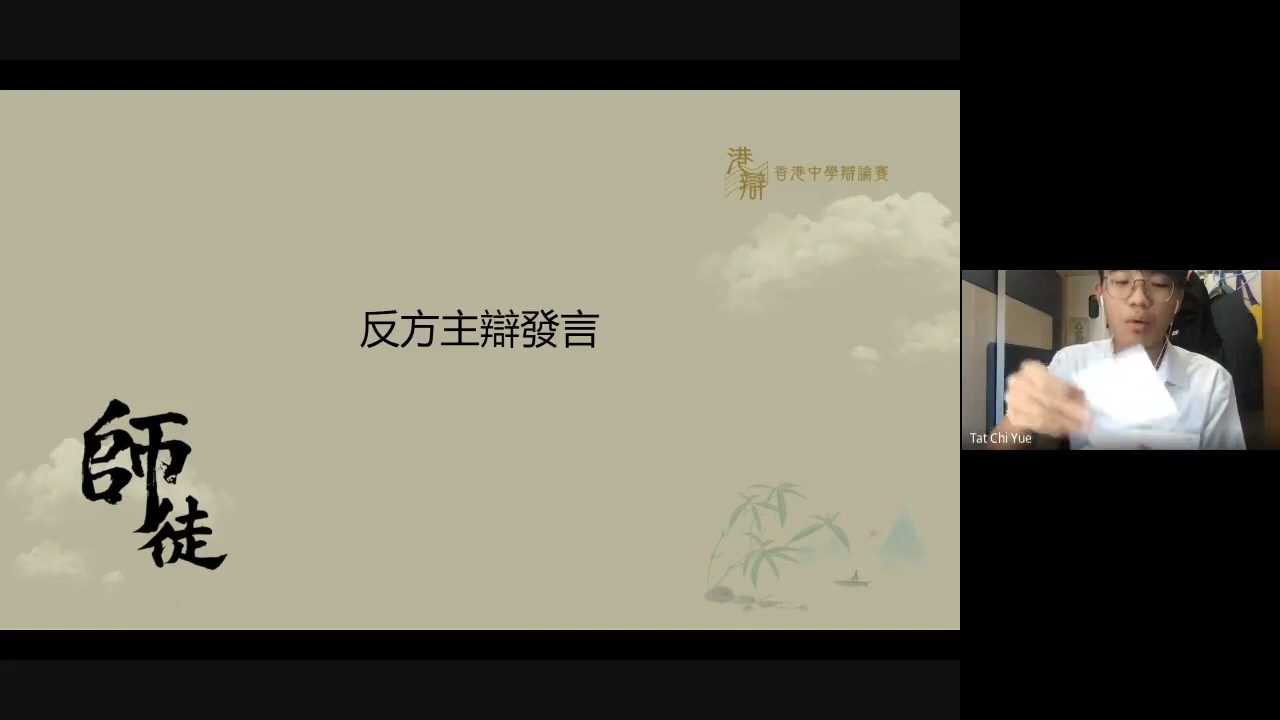 港辯
香港中學辯論賽
反方主辯發言
師徒
Tat Chi Yue